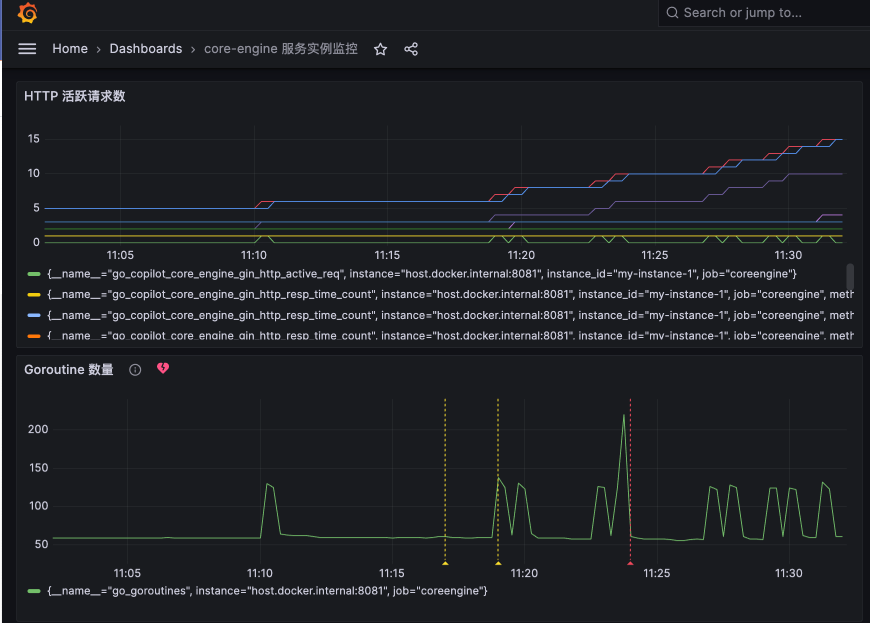 Search or jump to...
Home › Dashboards › core-engine 服务实例监控
HTTP 活跃请求数
15
10
5
0
11:05 11:10 11:15 11:20 11:25 11:30
{__name__="go_copilot_core_engine_gin_http_active_req", instance="host.docker.internal:8081", instance_id="my-instance-1", job="coreengine"}
{__name__="go_copilot_core_engine_gin_http_resp_time_count", instance="host.docker.internal:8081", instance_id="my-instance-1", job="coreengine", meth
{__name__="go_copilot_core_engine_gin_http_resp_time_count", instance="host.docker.internal:8081", instance_id="my-instance-1", job="coreengine", meth
{__name__="go_copilot_core_engine_gin_http_resp_time_count", instance="host.docker.internal:8081", instance_id="my-instance-1", job="coreengine", meth
Goroutine 数量
200
150
100
50
11:05 11:10 11:15 11:20 11:25 11:30
{__name__="go_goroutines", instance="host.docker.internal:8081", job="coreengine"}